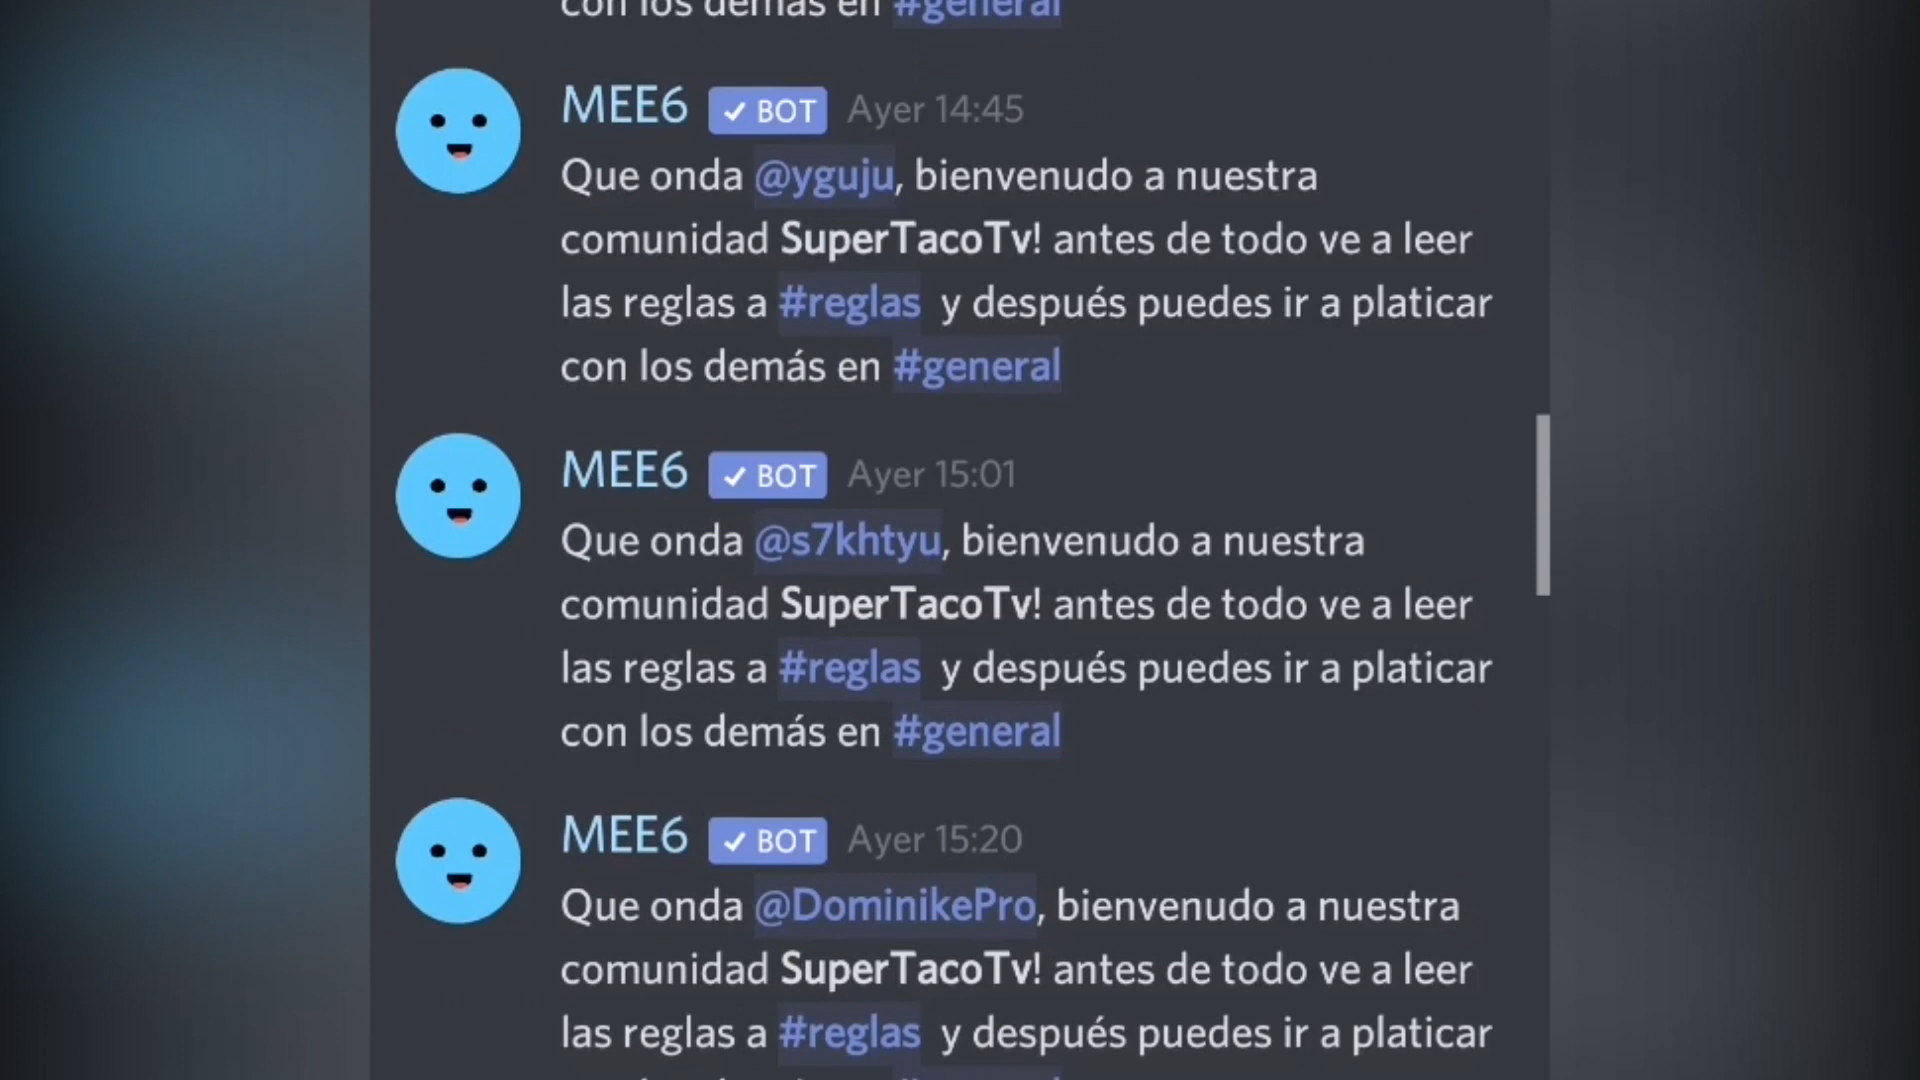 con los demás en #general
MEE6 ✓ BOT Ayer 14:45
Que onda @yguju, bienvenudo a nuestra
comunidad SuperTacoTv! antes de todo ve a leer
las reglas a #reglas y después puedes ir a platicar
con los demás en #general
MEE6 ✓ BOT Ayer 15:01
Que onda @s7khtyu, bienvenudo a nuestra
comunidad SuperTacoTv! antes de todo ve a leer
las reglas a #reglas y después puedes ir a platicar
con los demás en #general
MEE6 ✓ BOT Ayer 15:20
Que onda @DominikePro, bienvenudo a nuestra
comunidad SuperTacoTv! antes de todo ve a leer
las reglas a #reglas y después puedes ir a platicar